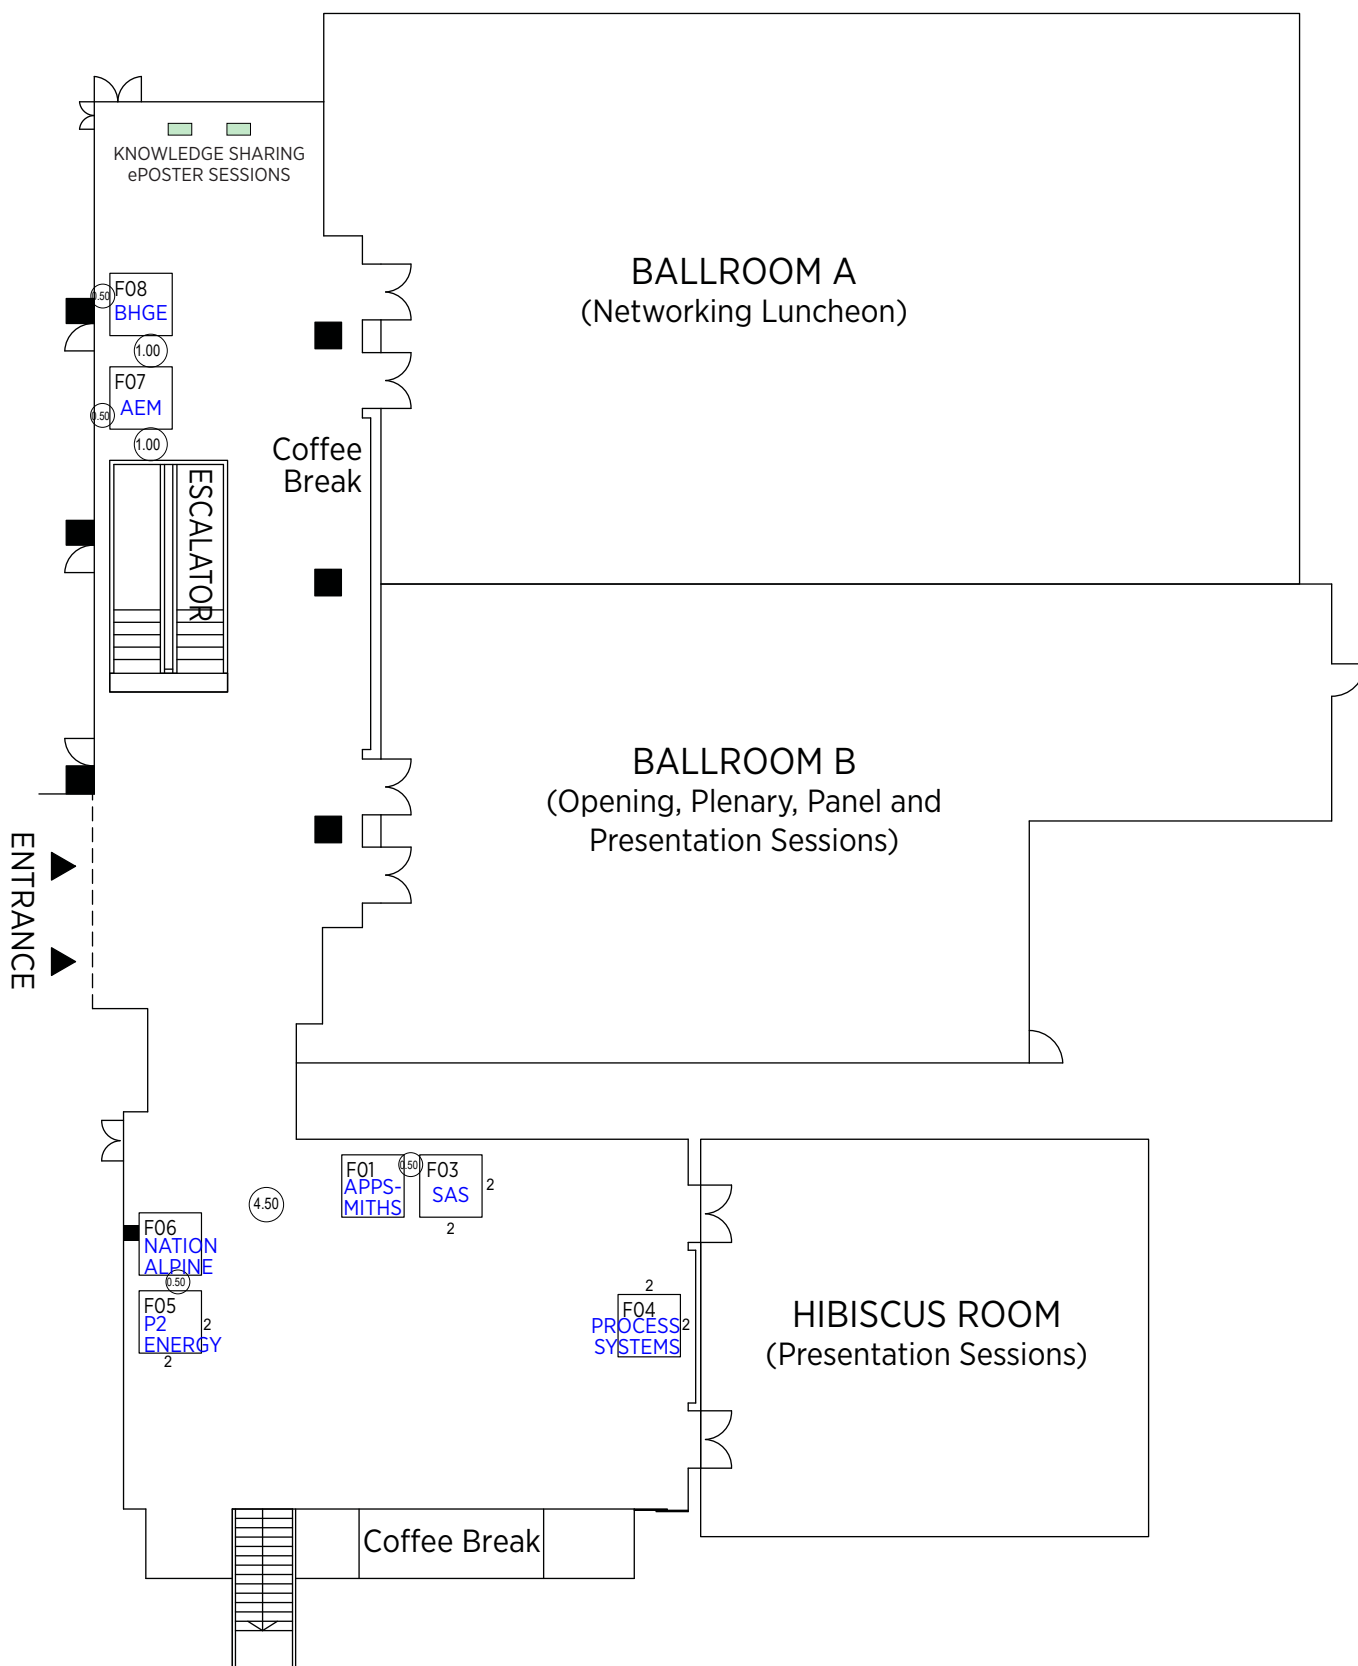 KNOWLEDGE SHARING
ePOSTER SESSIONS
BALLROOM A
(Networking Luncheon)
F08
BHGE
0.50
1.00
F07
AEM
0.50
1.00
Coffee
Break
ESCALATOR
BALLROOM B
(Opening, Plenary, Panel and
Presentation Sessions)
ENTRANCE
F01
APPS-
MITHS
0.50
F03
SAS
2
2
4.50
F06
NATION
ALPINE
0.50
F05
P2
ENERGY
2
2
2
F04
PROCESS
SYSTEMS
2
HIBISCUS ROOM
(Presentation Sessions)
Coffee Break